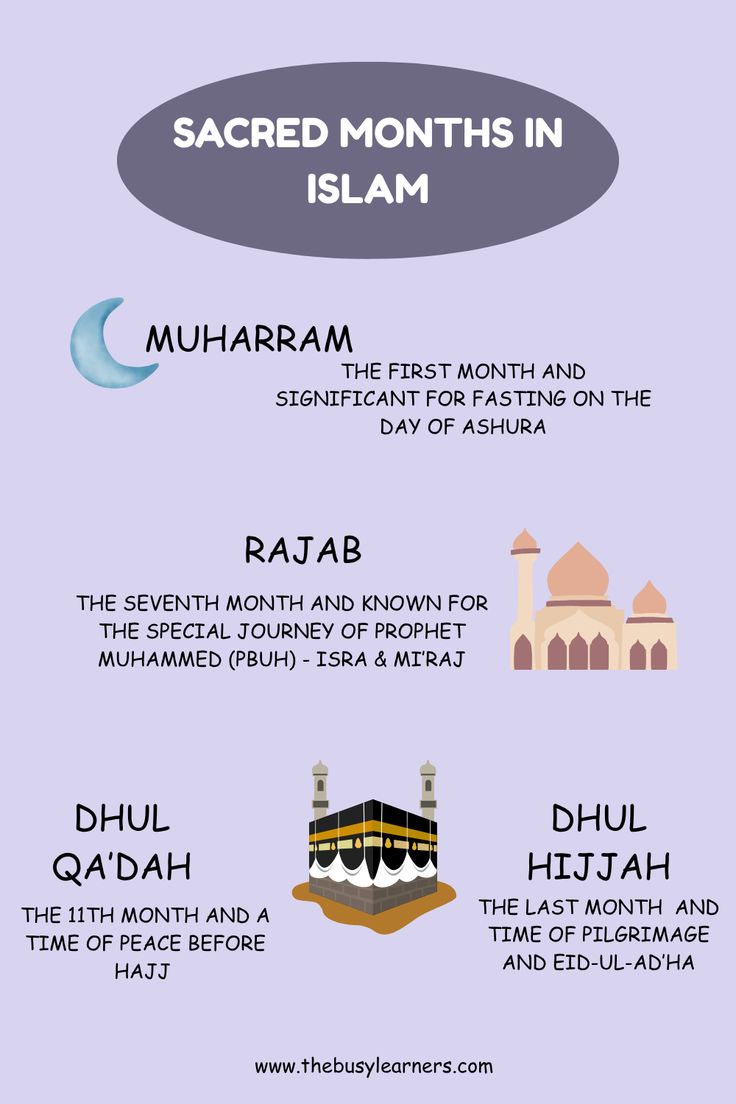 SACRED MONTHS IN
ISLAM
MUHARRAM
THE FIRST MONTH AND
SIGNIFICANT FOR FASTING ON THE
DAY OF ASHURA
RAJAB
THE SEVENTH MONTH AND KNOWN FOR
THE SPECIAL JOURNEY OF PROPHET
MUHAMMED (PBUH) - ISRA & MI'RAJ
DHUL
QA'DAH
THE 11TH MONTH AND A
TIME OF PEACE BEFORE
HAJJ
DHUL
HIJJAH
THE LAST MONTH AND
TIME OF PILGRIMAGE
AND EID-UL-AD'HA
www.thebusylearners.com